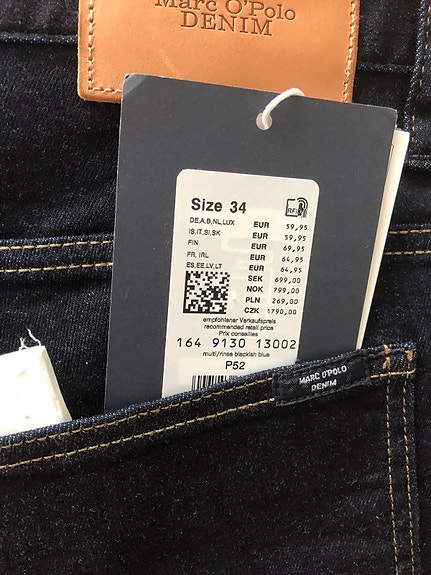 Marc O'Polo
DENIM
Size 34
RFID
DE,A,B,NL,LUX EUR 59,95
IS,IT,SI,SK EUR 59,95
FIN EUR 69,95
FR, IRL EUR 64,95
ES,EE,LV,LT EUR 64,95
SEK 699,00
NOK 799,00
PLN 269,00
CZK 1790,00
empfohlener Verkaufspreis
recommended retail price
Prix conseilles
164 9130 13002
multi/rinse blackish blue
P52
MARC O'POLO
DENIM